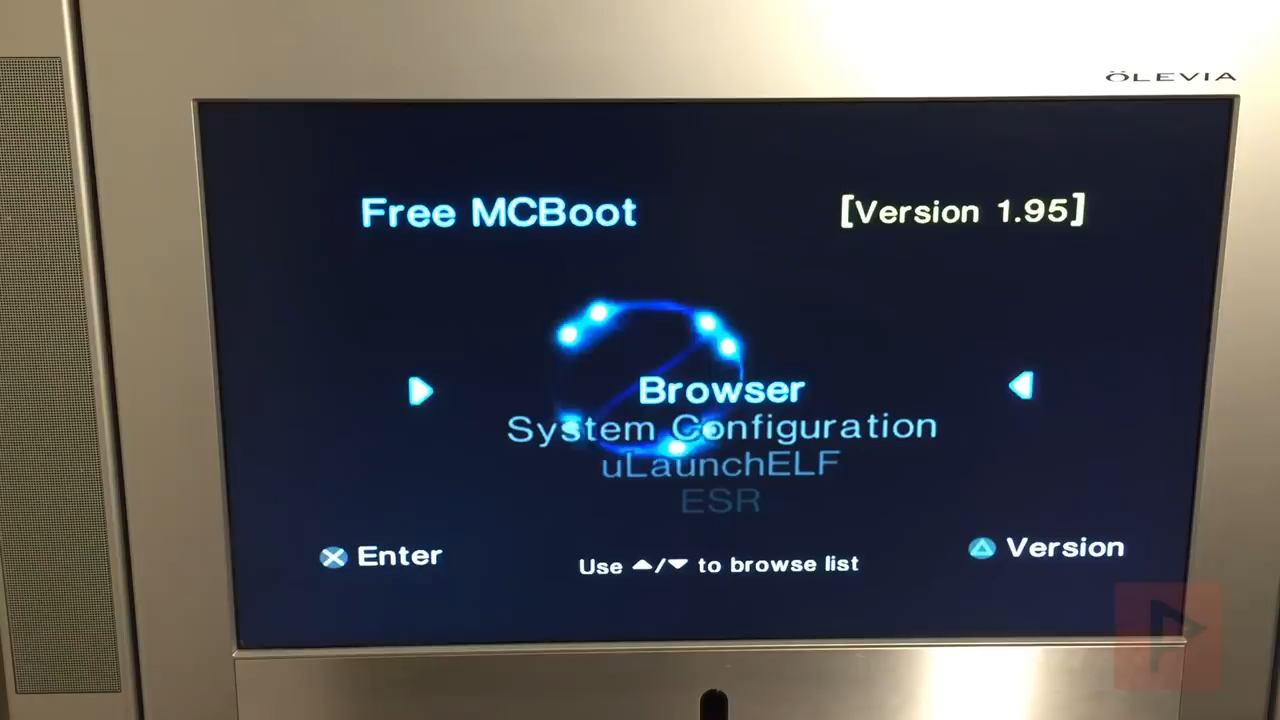 ÖLEVIA
Free MCBoot
[Version 1.95]
Browser
System Configuration
uLaunchELF
ESR
Enter
Use ▲/▼ to browse list
Version